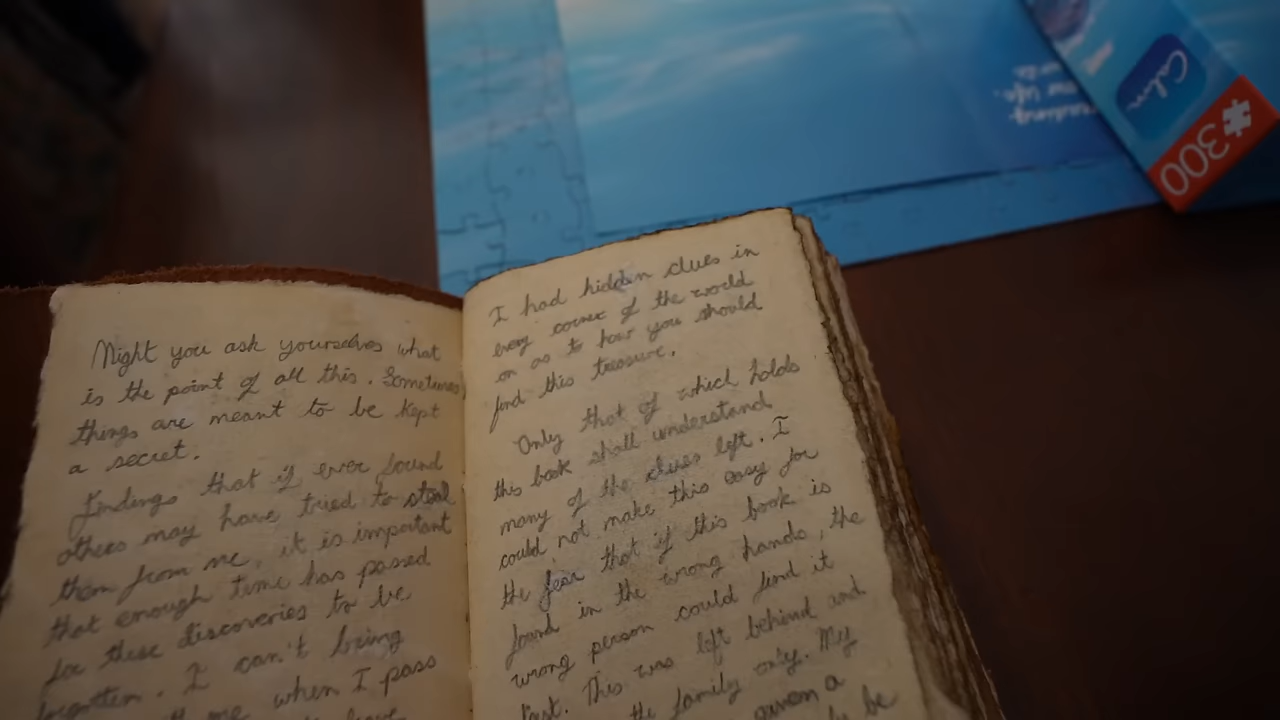 Might you ask yourselves what
is the point of all this. Sometimes
things are meant to be kept
a secret.
Findings that if ever found
others may have tried to steal
them from me, it is important
that enough time has passed
for these discoveries to be
forgotten. I can't bring
me when I pass
I had hidden clues in
every corner of the world
on as to how you should
find this treasure.
Only that of which holds
this book shall understand
many of the clues left. I
could not make this easy for
the fear that if this book is
found in the wrong hands, the
wrong person could find it
last. This was left behind and
the family only. My
given a
be
Calm
300